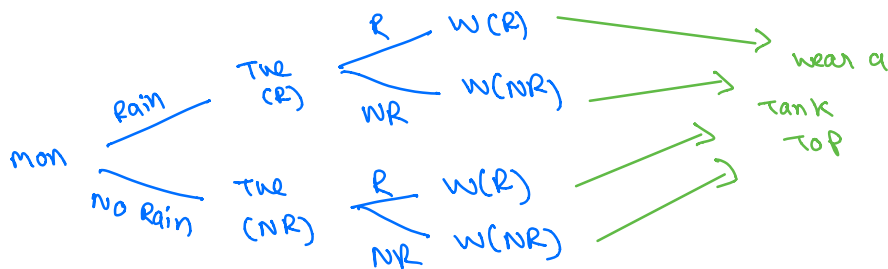 R
W(R)
Tue
(R)
wear a
Rain
W(NR)
NR
Tank
Top
Mon
R
W(R)
Tue
(NR)
No Rain
W(NR)
NR